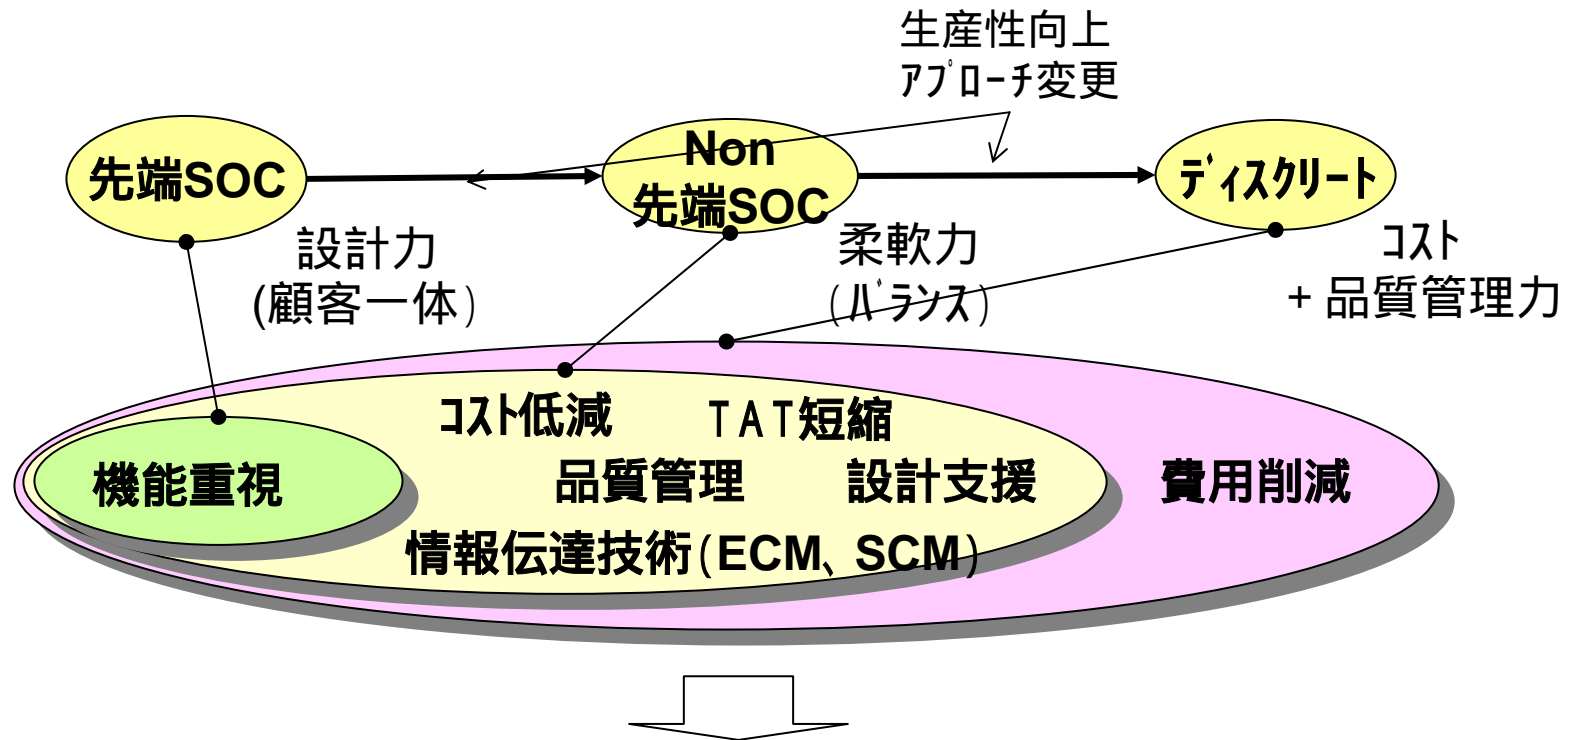 生産性向上
ｱﾌﾟﾛｰﾁ変更
先端SOC
Non
先端SOC
ﾃﾞｨｽｸﾘｰﾄ
設計力
(顧客一体)
柔軟力
(ﾊﾞﾗﾝｽ)
ｺｽﾄ
+ 品質管理力
ｺｽﾄ低減
ＴＡＴ短縮
機能重視
品質管理
設計支援
費用削減
情報伝達技術(ECM、SCM)